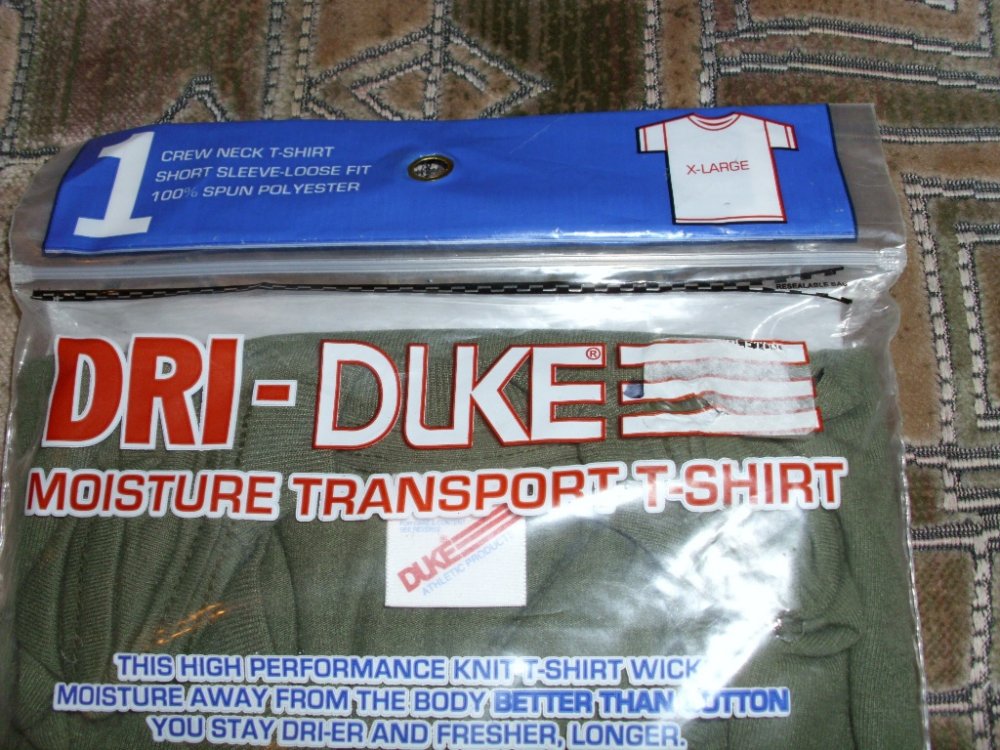 1
CREW NECK T-SHIRT
SHORT SLEEVE-LOOSE FIT
100% SPUN POLYESTER
X-LARGE
RESEALABLE BAG
DRI-DUKE®
MOISTURE TRANSPORT T-SHIRT
DUKE
ATHLETIC PRODUCTS
THIS HIGH PERFORMANCE KNIT T-SHIRT WICK
MOISTURE AWAY FROM THE BODY BETTER THAN COTTON
YOU STAY DRI-ER AND FRESHER, LONGER.